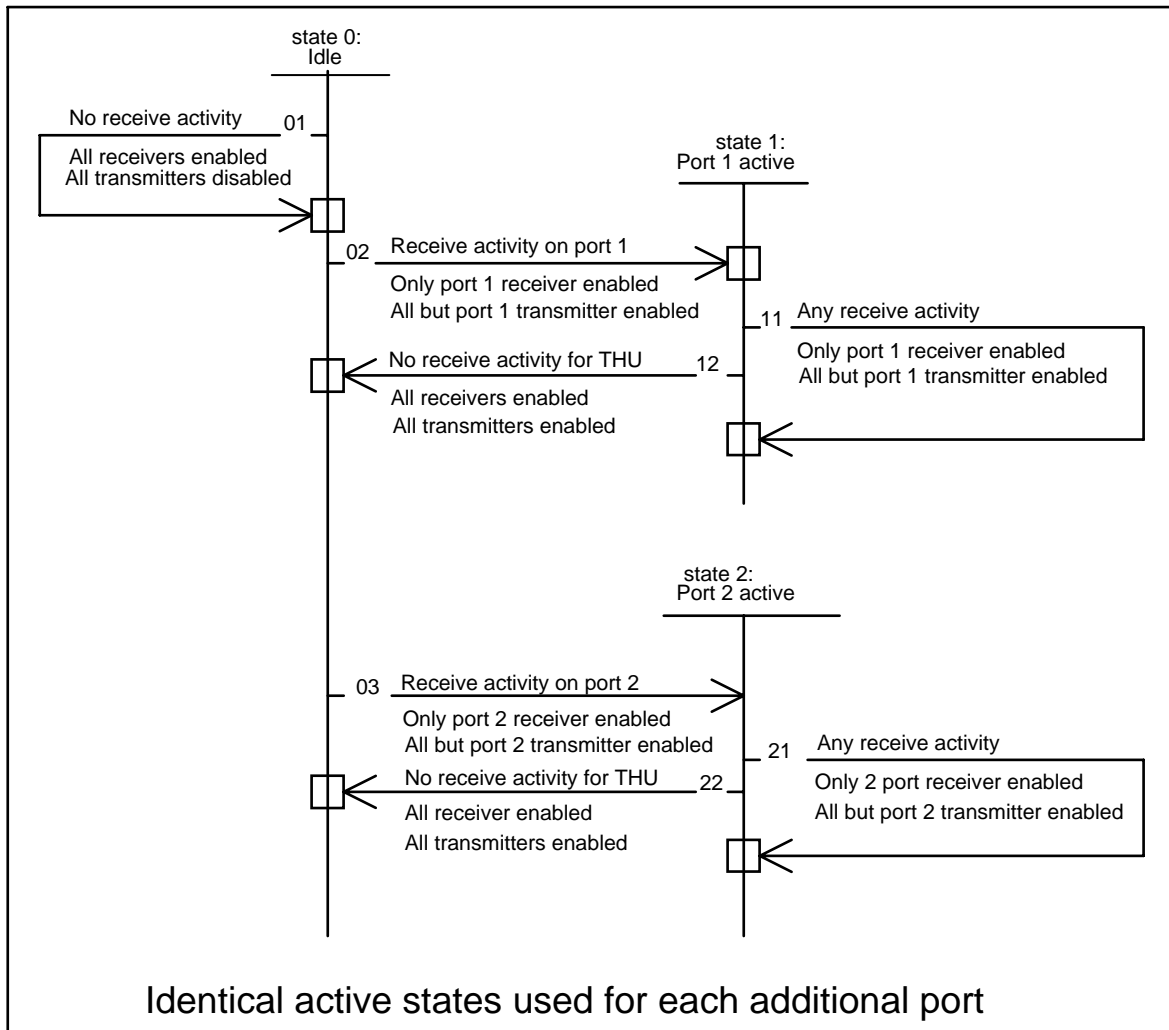 state 0:
Idle
No receive activity
01
All receivers enabled
All transmitters disabled
state 1:
Port 1 active
02
Receive activity on port 1
Only port 1 receiver enabled
All but port 1 transmitter enabled
11
Any receive activity
Only port 1 receiver enabled
All but port 1 transmitter enabled
No receive activity for THU
12
All receivers enabled
All transmitters enabled
state 2:
Port 2 active
03
Receive activity on port 2
Only port 2 receiver enabled
All but port 2 transmitter enabled
21
Any receive activity
Only 2 port receiver enabled
All but port 2 transmitter enabled
No receive activity for THU
22
All receiver enabled
All transmitters enabled
Identical active states used for each additional port